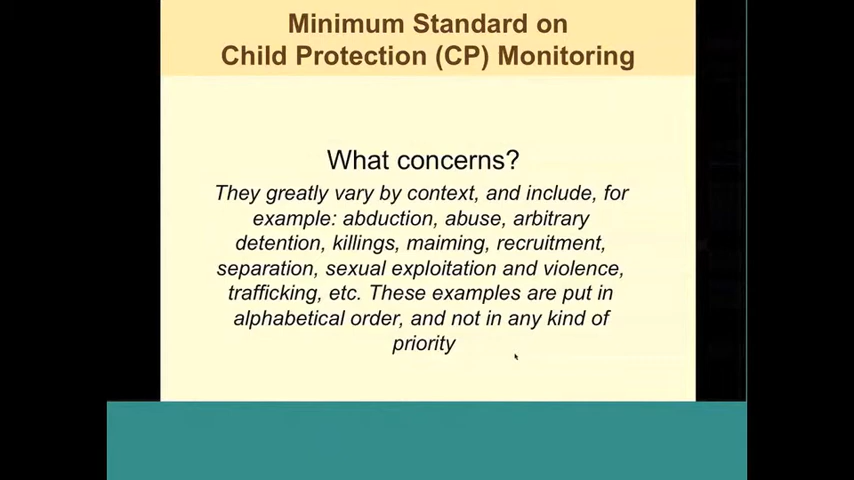 Minimum Standard on
Child Protection (CP) Monitoring
What concerns?
They greatly vary by context, and include, for
example: abduction, abuse, arbitrary
detention, killings, maiming, recruitment,
separation, sexual exploitation and violence,
trafficking, etc. These examples are put in
alphabetical order, and not in any kind of
priority